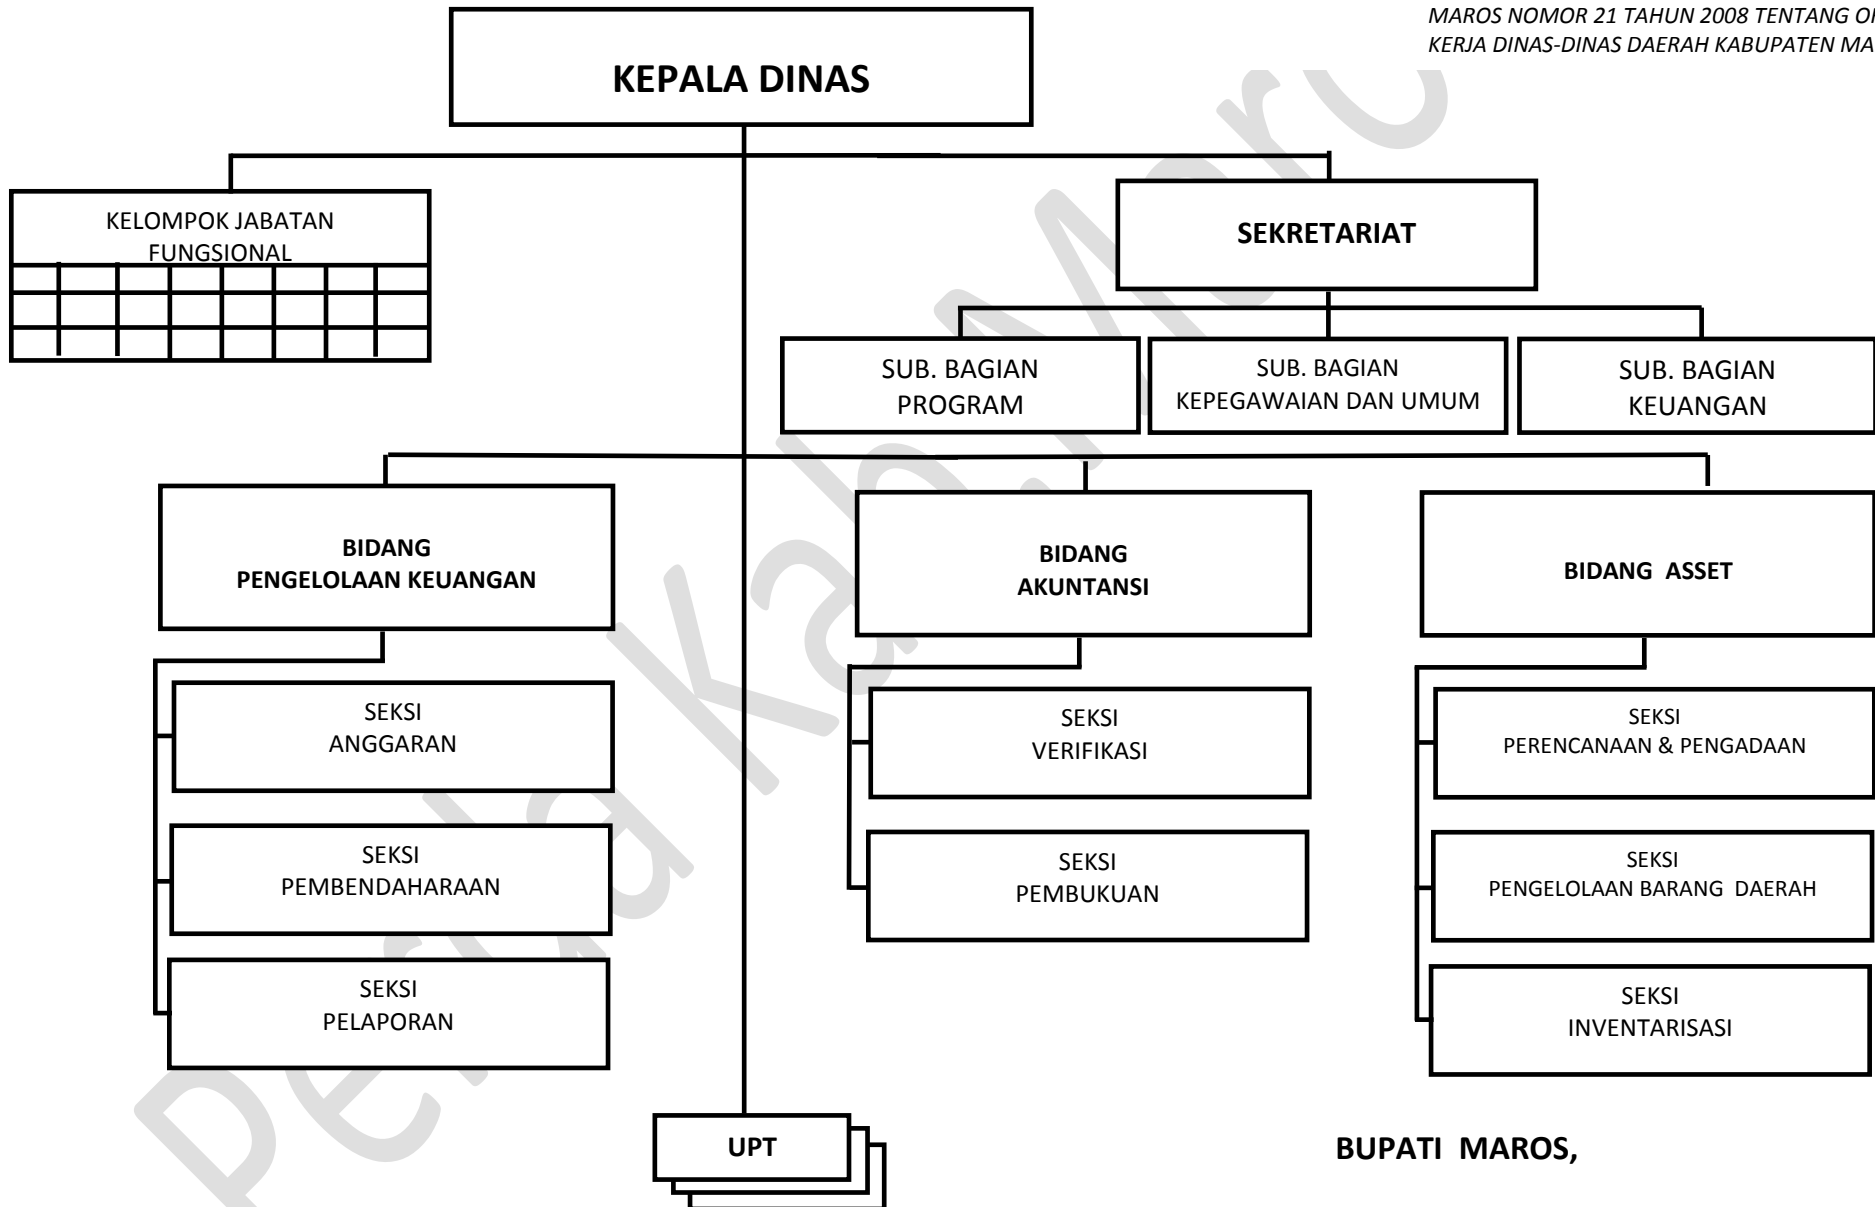 MAROS NOMOR 21 TAHUN 2008 TENTANG
KERJA DINAS-DINAS DAERAH KABUPATEN
KEPALA DINAS
KELOMPOK JABATAN
FUNGSIONAL
SEKRETARIAT
SUB. BAGIAN
PROGRAM
SUB. BAGIAN
KEPEGAWAIAN DAN UMUM
SUB. BAGIAN
KEUANGAN
BIDANG
PENGELOLAAN KEUANGAN
BIDANG
AKUNTANSI
BIDANG ASSET
SEKSI
ANGGARAN
SEKSI
VERIFIKASI
SEKSI
PERENCANAAN & PENGADAAN
SEKSI
PEMBENDAHARAAN
SEKSI
PEMBUKUAN
SEKSI
PENGELOLAAN BARANG DAERAH
SEKSI
PELAPORAN
SEKSI
INVENTARISASI
UPT
BUPATI MAROS,
Perda Kab.Maro